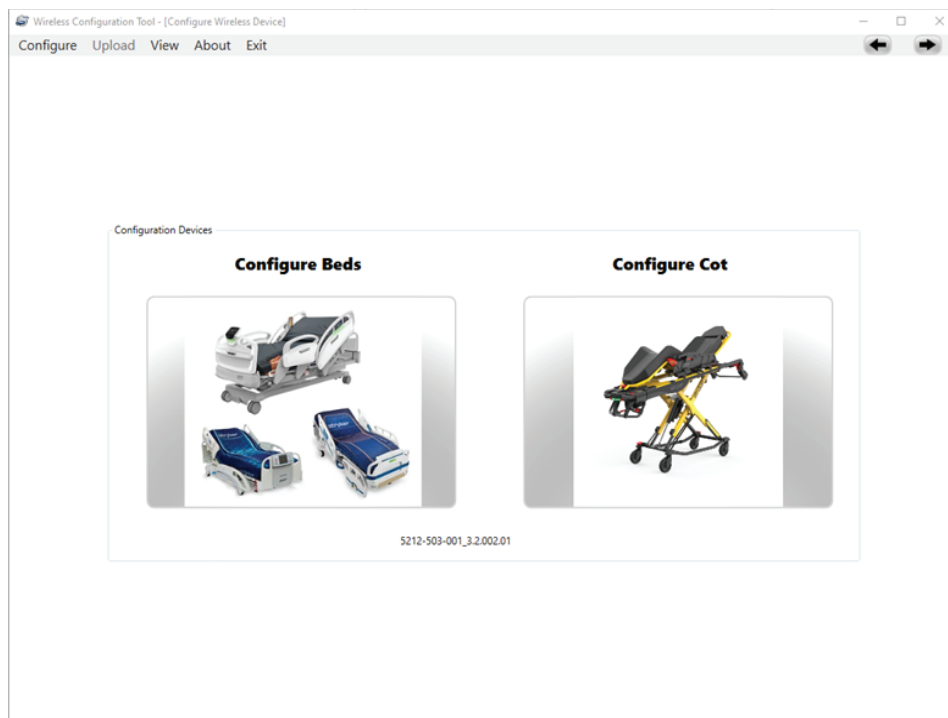 Wireless Configuration Tool - [Configure Wireless Device]
Configure Upload View About Exit
Configuration Devices
Configure Beds Configure Cot
stryker
5212-503-001_3.2.002.01